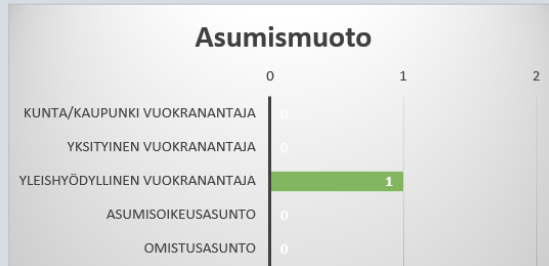 Asumismuoto
0 1 2
KUNTA/KAUPUNKI VUOKRANANTAJA 0
YKSITYINEN VUOKRANANTAJA 0
YLEISHYÖDYLLINEN VUOKRANANTAJA 1
ASUMISOIKEUSASUNTO 0
OMISTUSASUNTO 0